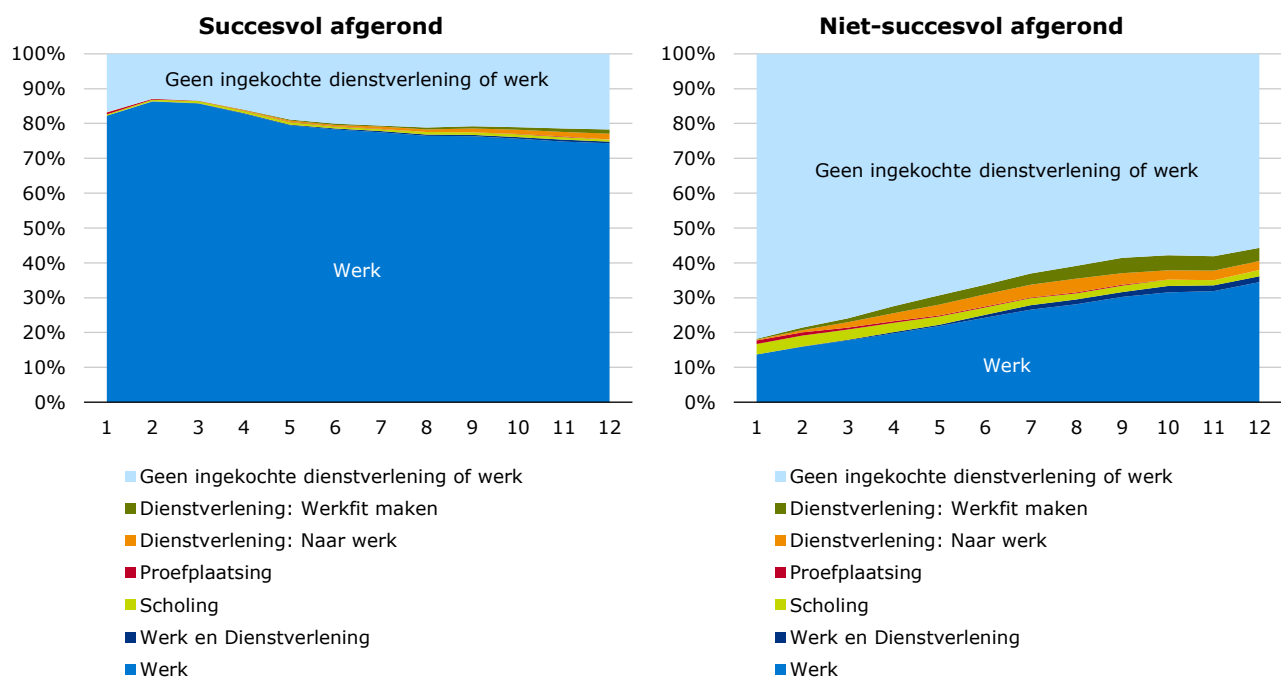 Succesvol afgerond
100%
90%
80%
70%
60%
50%
40%
30%
20%
10%
0%
Geen ingekochte dienstverlening of werk
Werk
1 2 3 4 5 6 7 8 9 10 11 12
Geen ingekochte dienstverlening of werk
Dienstverlening: Werkfit maken
Dienstverlening: Naar werk
Proefplaatsing
Scholing
Werk en Dienstverlening
Werk
Niet-succesvol afgerond
100%
90%
80%
70%
60%
50%
40%
30%
20%
10%
0%
Geen ingekochte dienstverlening of werk
Werk
1 2 3 4 5 6 7 8 9 10 11 12
Geen ingekochte dienstverlening of werk
Dienstverlening: Werkfit maken
Dienstverlening: Naar werk
Proefplaatsing
Scholing
Werk en Dienstverlening
Werk